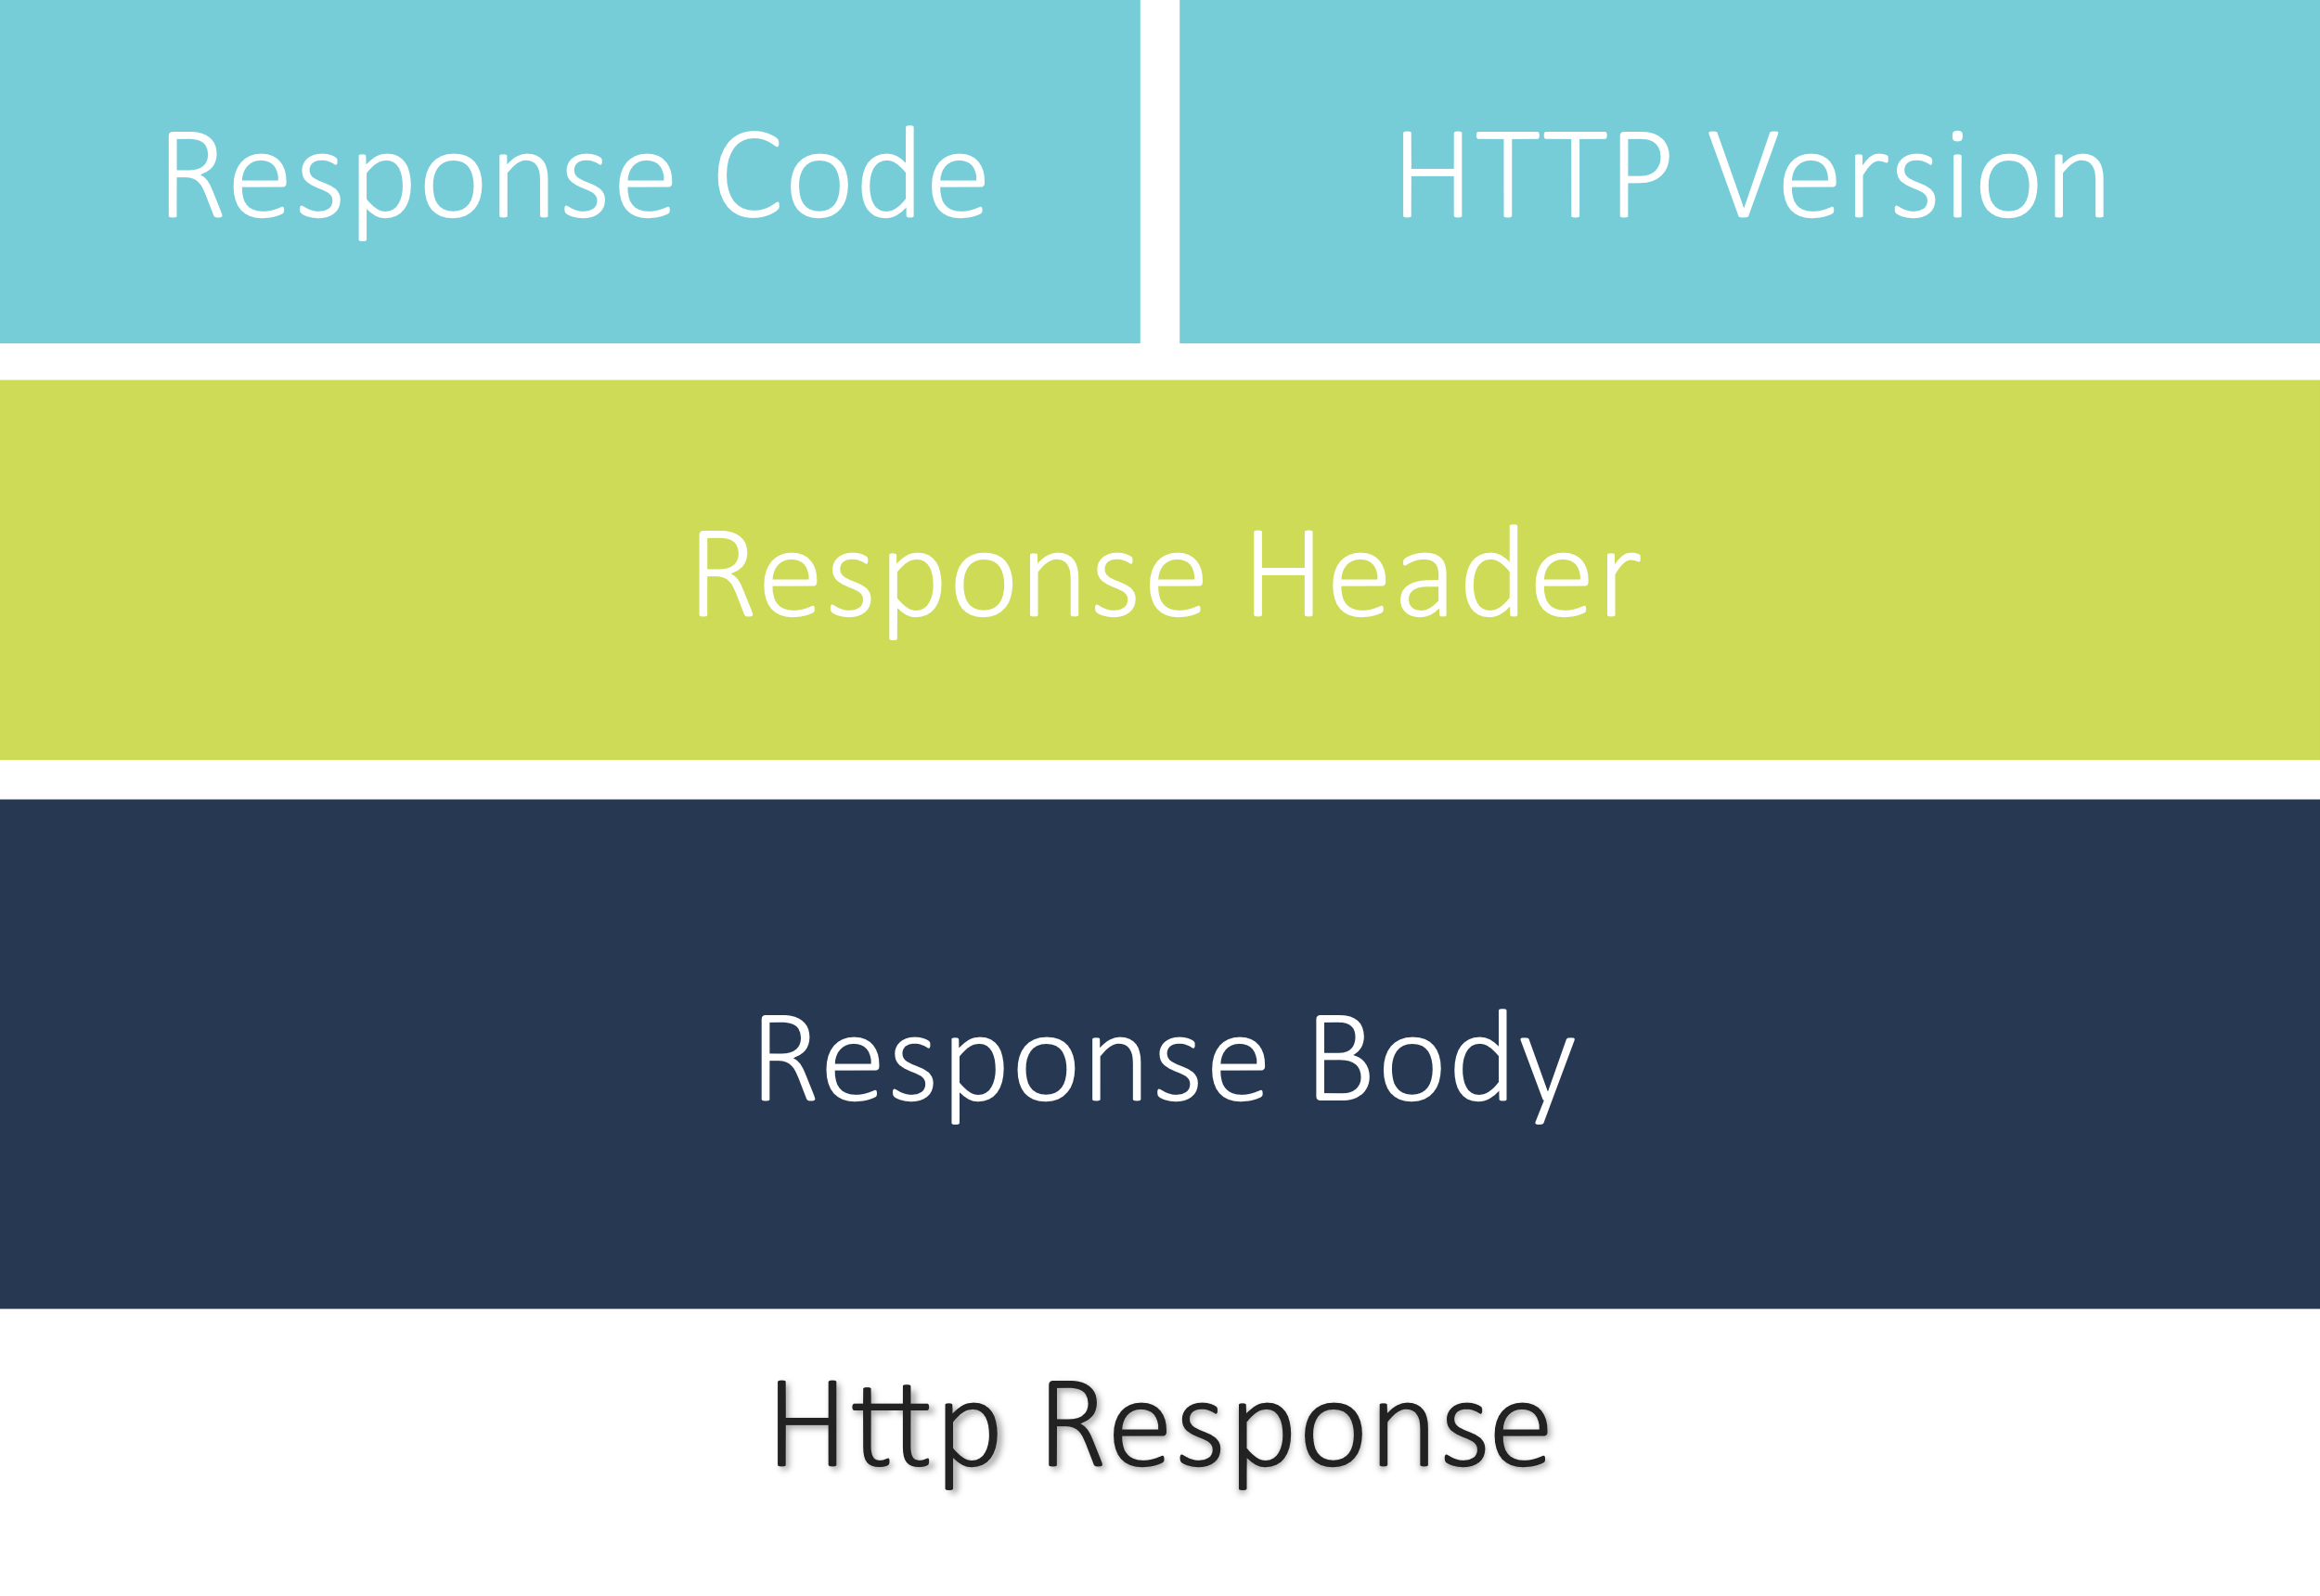 Response Code
HTTP Version
Response Header
Response Body
Http Response